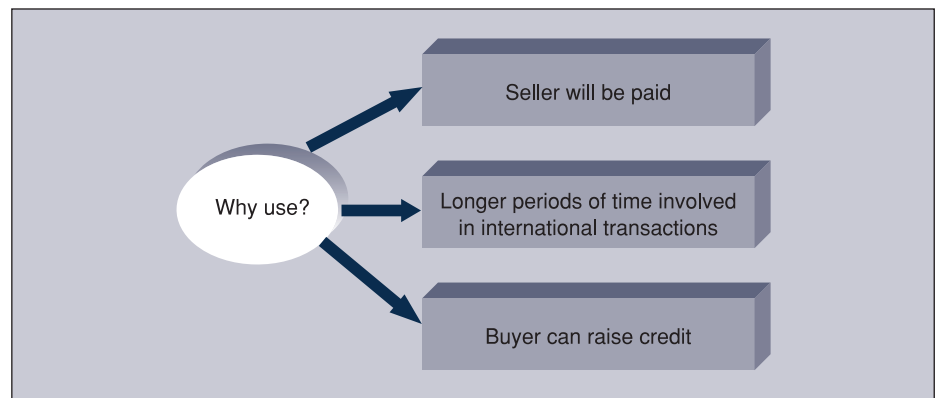 Why use?
Seller will be paid
Longer periods of time involved
in international transactions
Buyer can raise credit